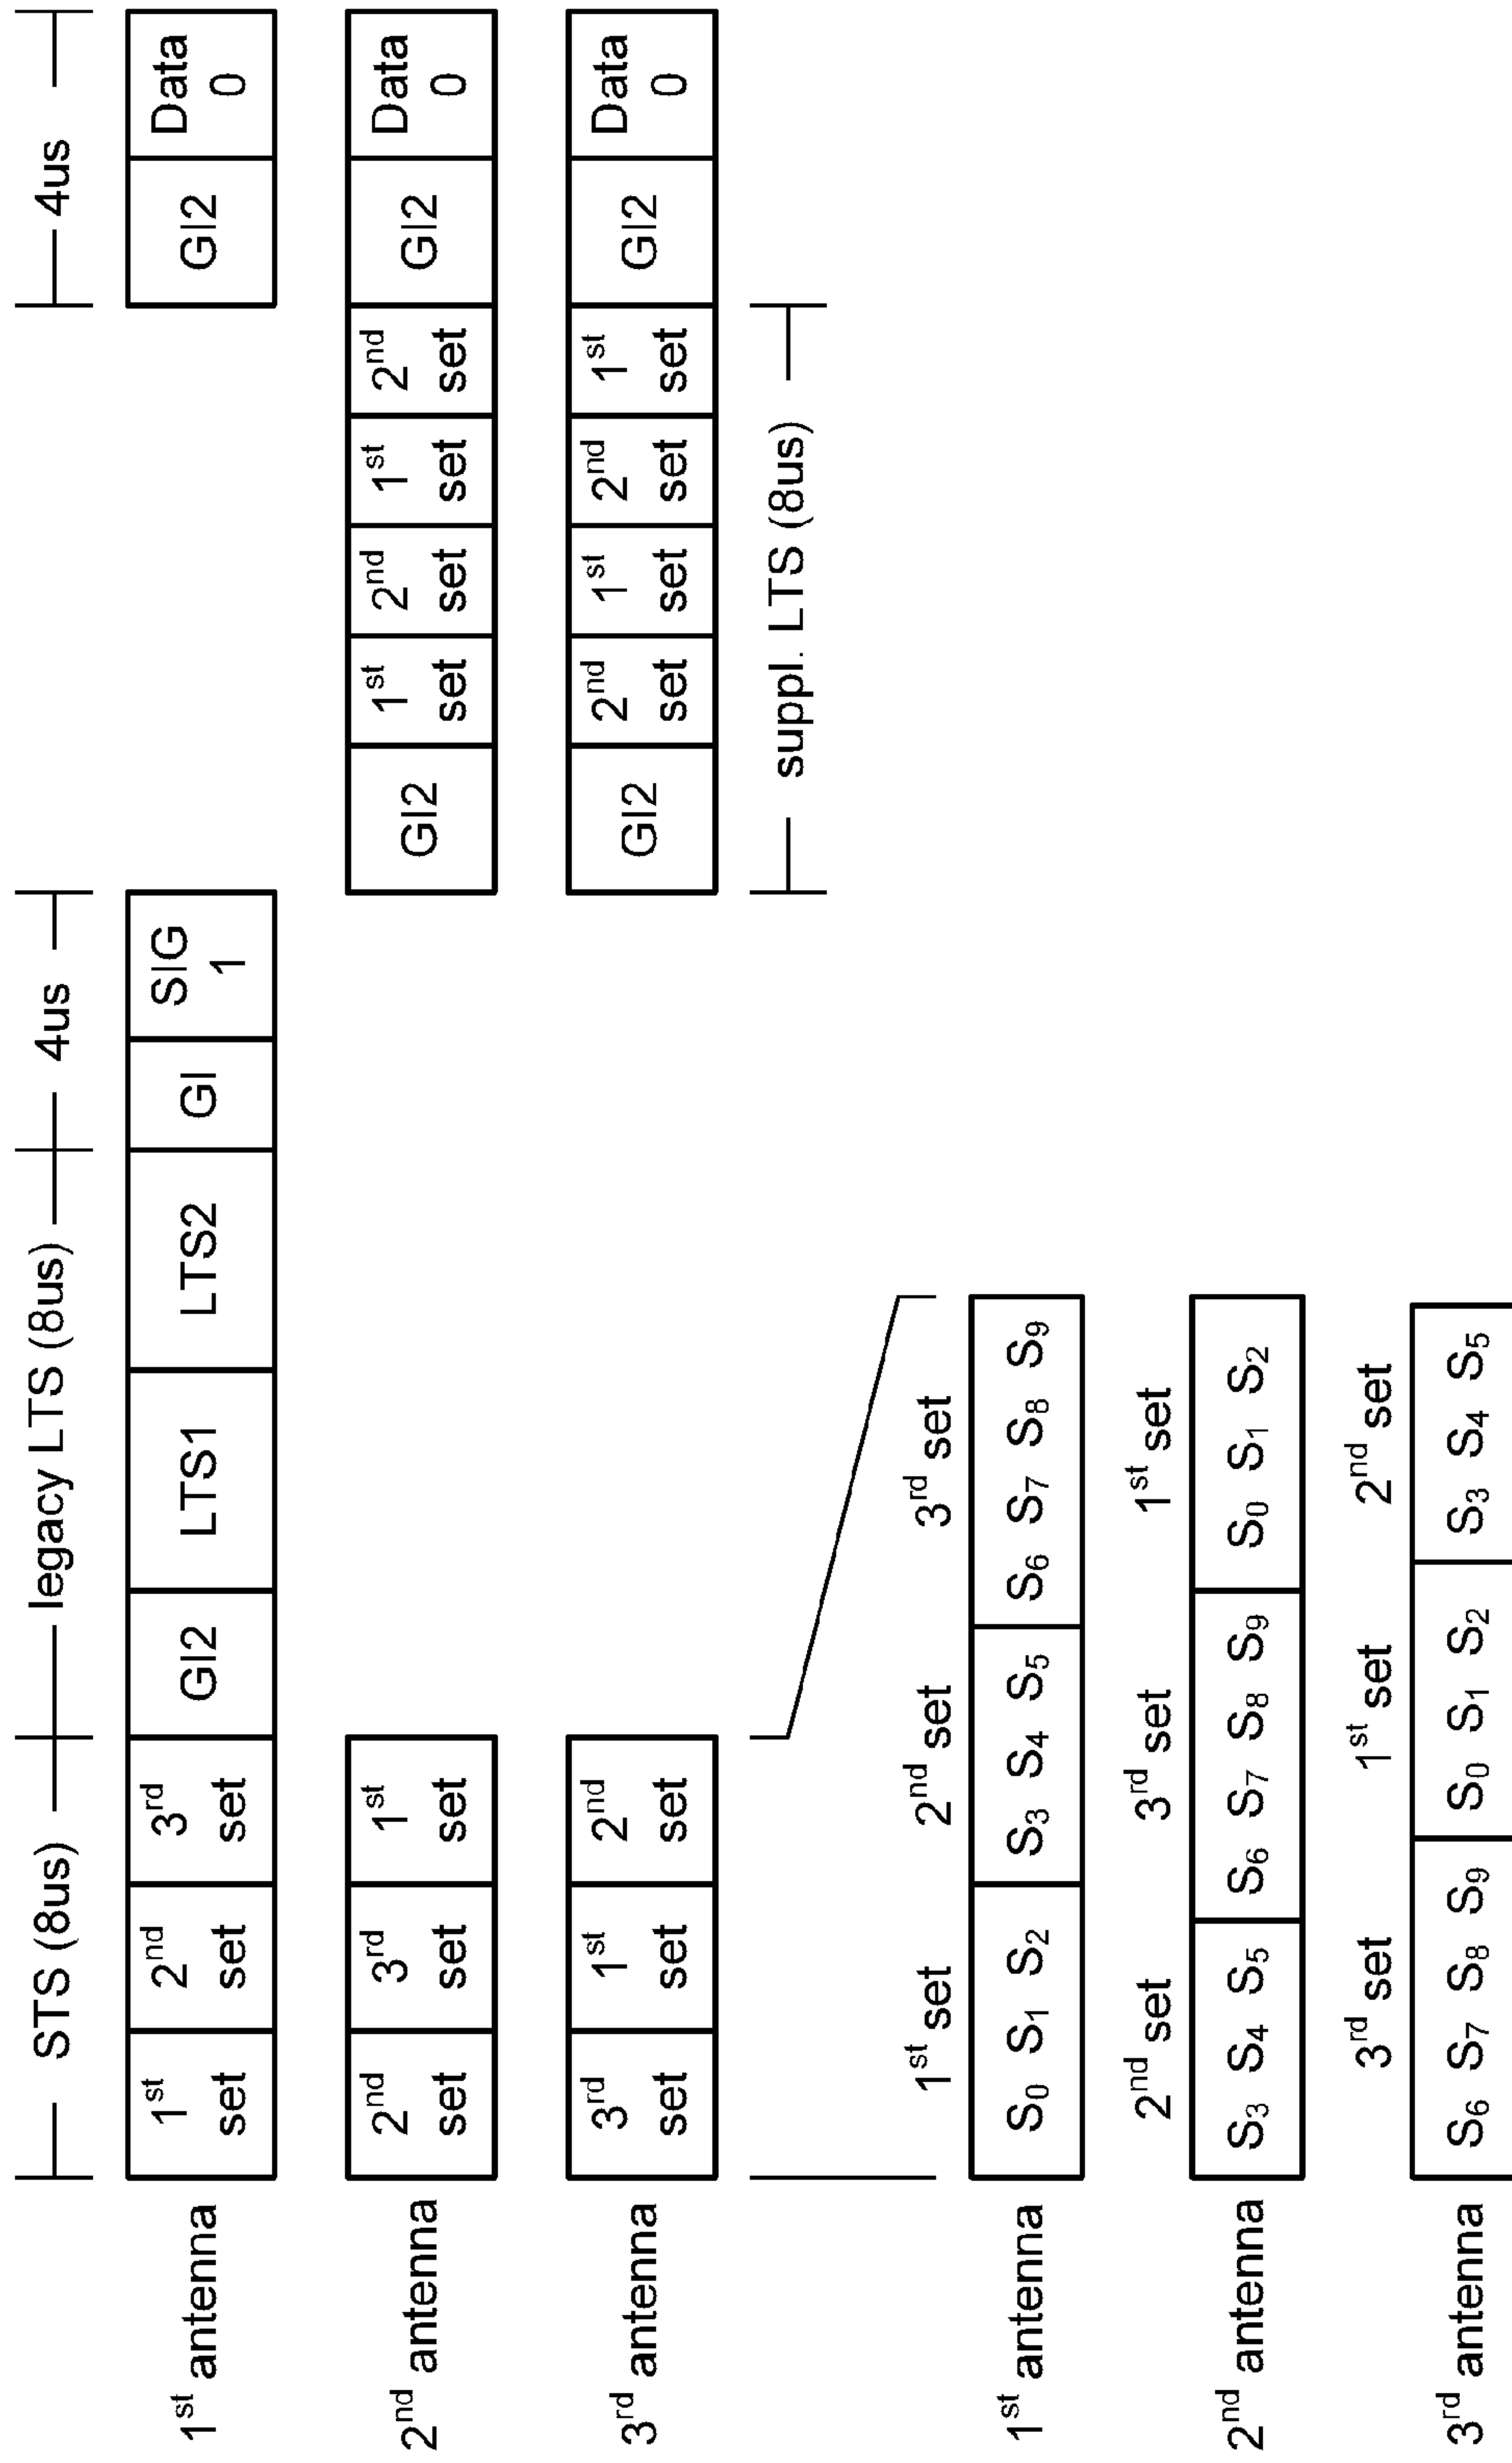 STS (8us) legacy LTS (8us) 4us 4us
1st antenna 1st set 2nd set 3rd set GI2 LTS1 LTS2 GI SIG 1 GI2 Data 0
2nd antenna 2nd set 3rd set 1st set GI2 1st set 2nd set 1st set 2nd set GI2 Data 0
3rd antenna 3rd set 1st set 2nd set GI2 2nd set 1st set 2nd set 1st set GI2 Data 0
suppl. LTS (8us)
1st set 2nd set 3rd set
1st antenna S0 S1 S2 S3 S4 S5 S6 S7 S8 S9
2nd set 3rd set 1st set
2nd antenna S3 S4 S5 S6 S7 S8 S9 S0 S1 S2
3rd set 1st set 2nd set
3rd antenna S6 S7 S8 S9 S0 S1 S2 S3 S4 S5